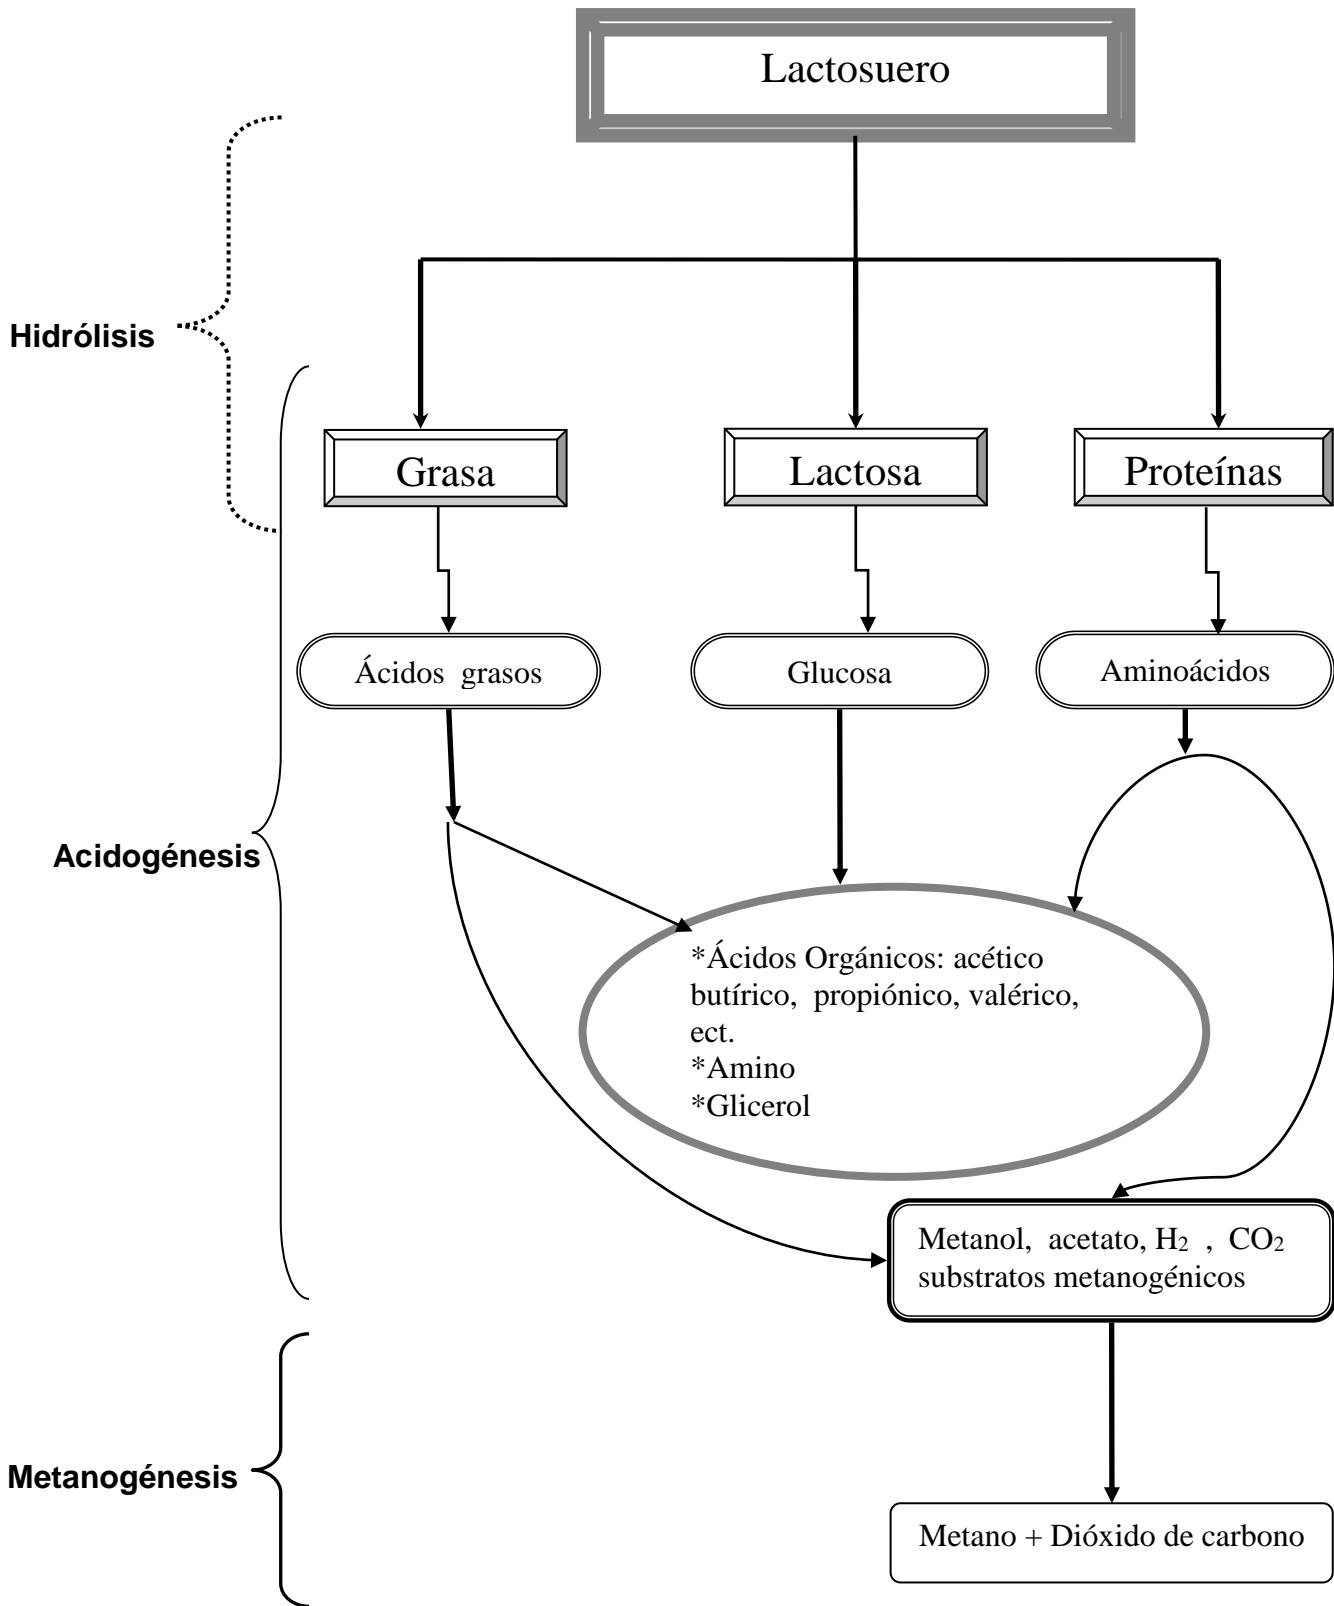 Lactosuero
Hidrólisis
Grasa
Lactosa
Proteínas
Ácidos grasos
Glucosa
Aminoácidos
Acidogénesis
*Ácidos Orgánicos: acético
butírico, propiónico, valérico,
ect.
*Amino
*Glicerol
Metanol, acetato, H₂ , CO₂
substratos metanogénicos
Metanogénesis
Metano + Dióxido de carbono